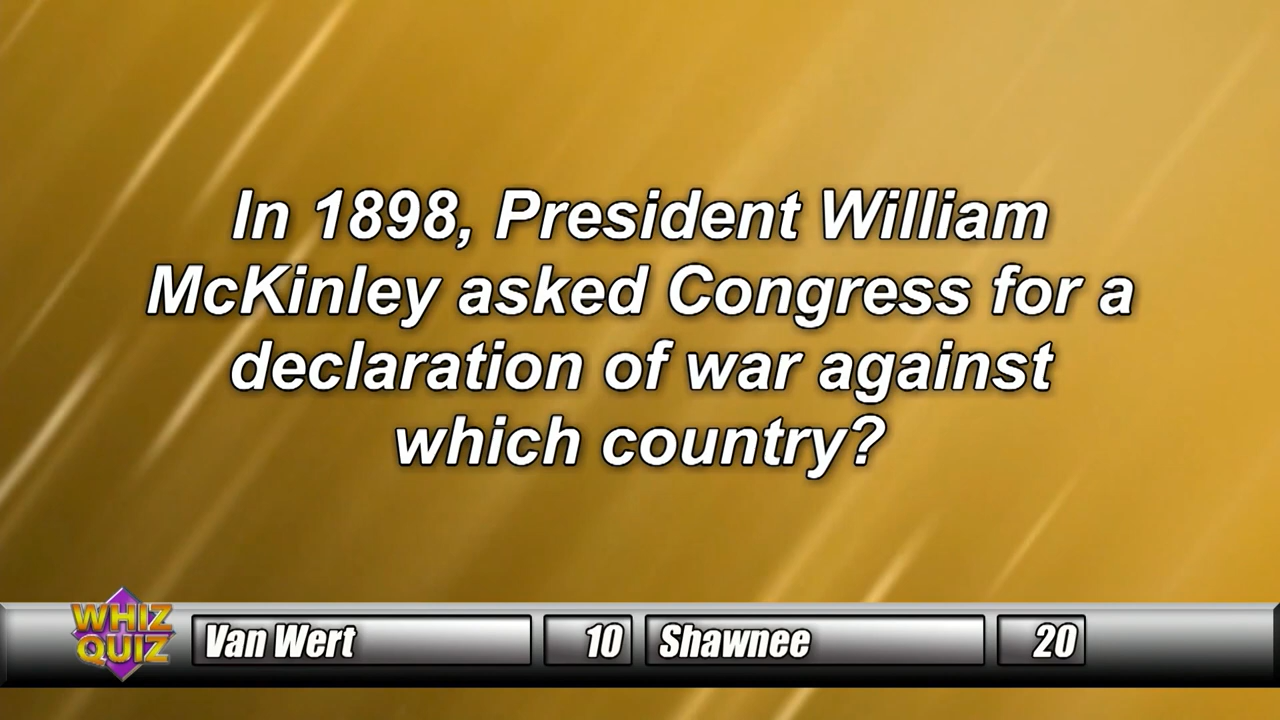 In 1898, President William
McKinley asked Congress for a
declaration of war against
which country?
WHIZ
QUIZ
Van Wert
10
Shawnee
20